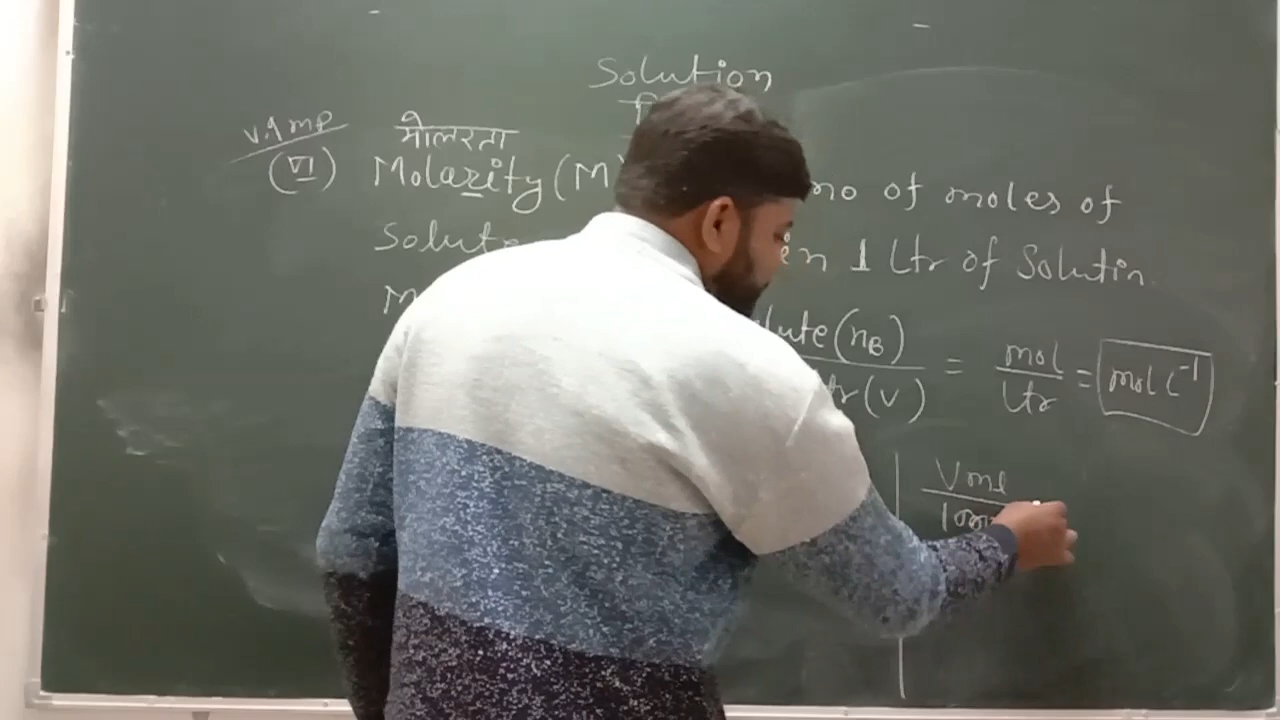 Solution
V.Imp
मोलरता
(VI) Molarity (M) no of moles of
Solute in 1 Ltr of Solutin
M lute (nB) / tr (V) = mol / Ltr = mol L⁻¹
V ml